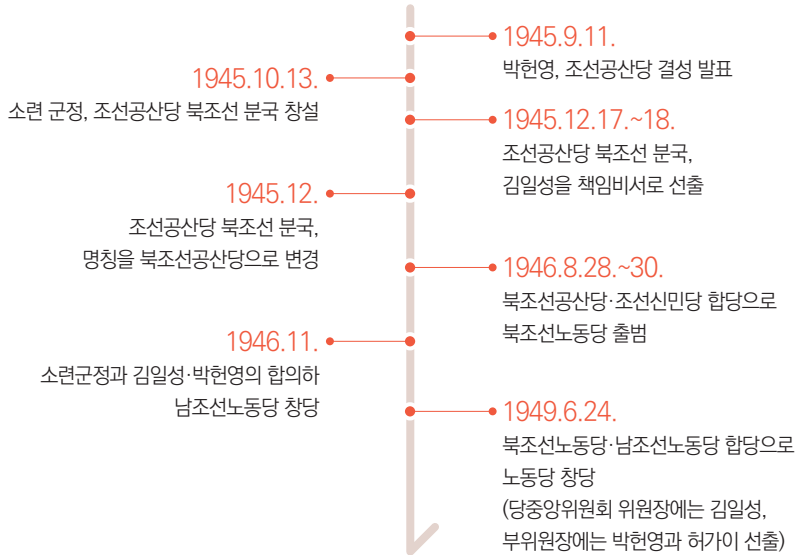 1945.9.11.
박헌영, 조선공산당 결성 발표
1945.10.13.
소련 군정, 조선공산당 북조선 분국 창설
1945.12.17.~18.
조선공산당 북조선 분국,
김일성을 책임비서로 선출
1945.12.
조선공산당 북조선 분국,
명칭을 북조선공산당으로 변경
1946.8.28.~30.
북조선공산당·조선신민당 합당으로
북조선노동당 출범
1946.11.
소련군정과 김일성·박헌영의 합의하
남조선노동당 창당
1949.6.24.
북조선노동당·남조선노동당 합당으로
노동당 창당
(당중앙위원회 위원장에는 김일성,
부위원장에는 박헌영과 허가이 선출)